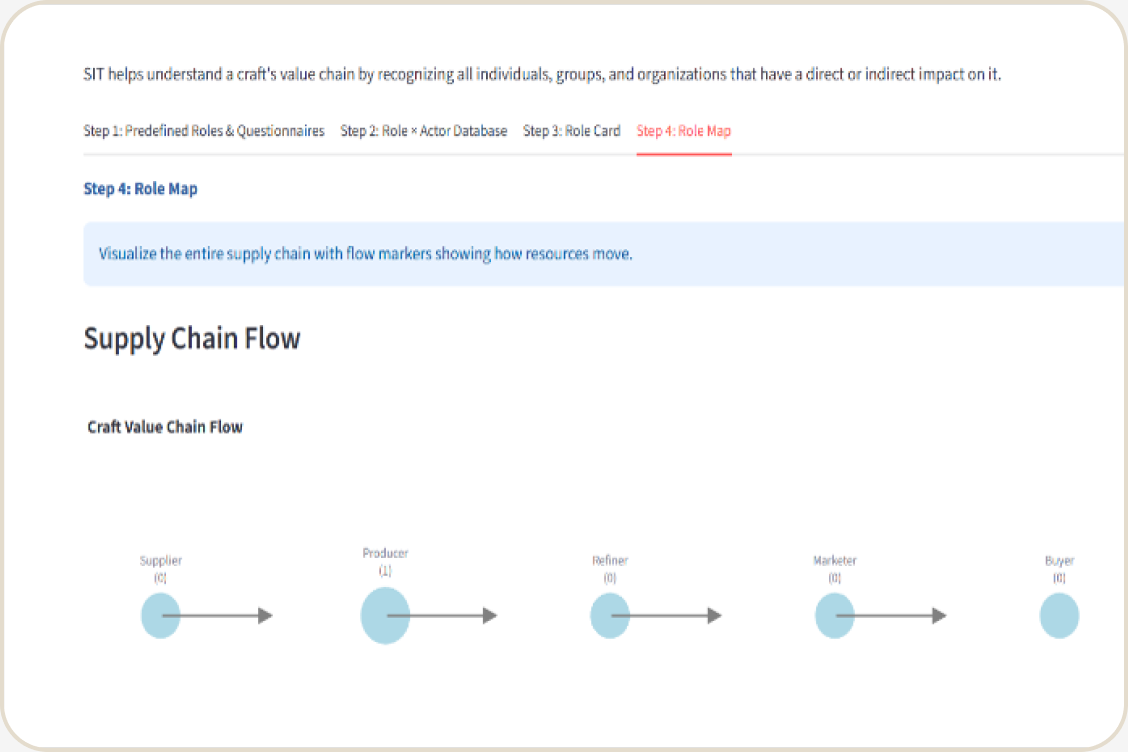 SIT helps understand a craft's value chain by recognizing all individuals, groups, and organizations that have a direct or indirect impact on it.
Step 1: Predefined Roles & Questionnaires Step 2: Role × Actor Database Step 3: Role Card Step 4: Role Map
Step 4: Role Map
Visualize the entire supply chain with flow markers showing how resources move.
Supply Chain Flow
Craft Value Chain Flow
Supplier
(0)
Producer
(1)
Refiner
(0)
Marketer
(0)
Buyer
(0)